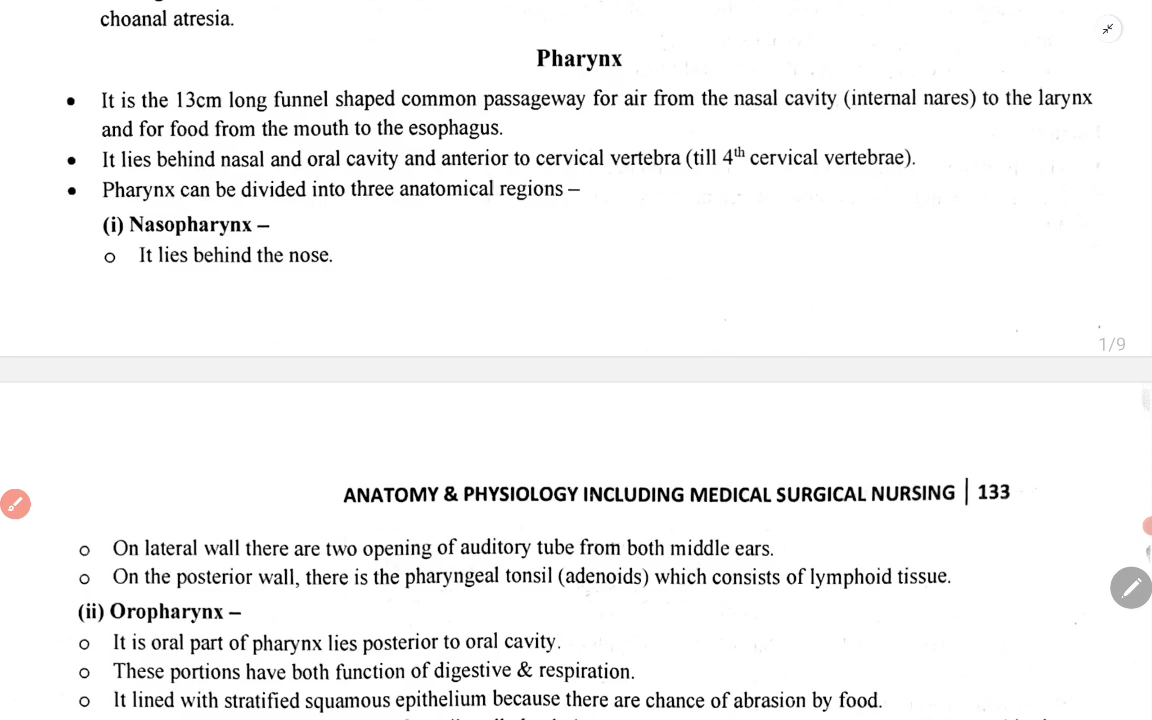 choanal atresia.
Pharynx
• It is the 13cm long funnel shaped common passageway for air from the nasal cavity (internal nares) to the larynx
and for food from the mouth to the esophagus.
• It lies behind nasal and oral cavity and anterior to cervical vertebra (till 4th cervical vertebrae).
• Pharynx can be divided into three anatomical regions –
(i) Nasopharynx –
o It lies behind the nose.
1/9
ANATOMY & PHYSIOLOGY INCLUDING MEDICAL SURGICAL NURSING | 133
o On lateral wall there are two opening of auditory tube from both middle ears.
o On the posterior wall, there is the pharyngeal tonsil (adenoids) which consists of lymphoid tissue.
(ii) Oropharynx –
o It is oral part of pharynx lies posterior to oral cavity.
o These portions have both function of digestive & respiration.
o It lined with stratified squamous epithelium because there are chance of abrasion by food.